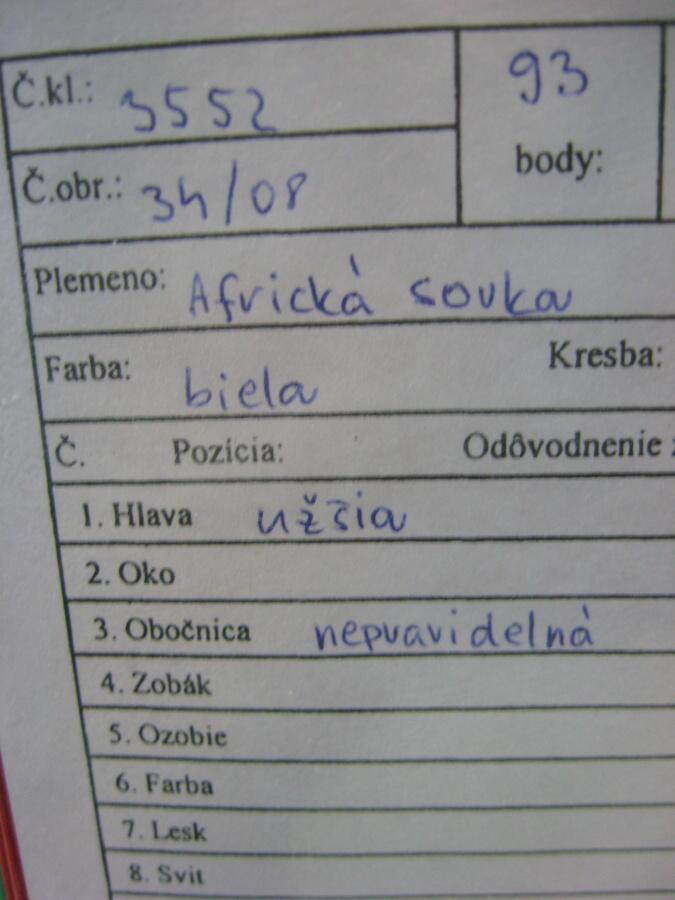 Č.kl.: 3552
93
body:
Č.obr.: 34/08
Plemeno: Africká sovka
Farba: biela Kresba:
Č. Pozícia: Odôvodnenie
1. Hlava užšia
2. Oko
3. Obočnica nepravidelná
4. Zobák
5. Ozobie
6. Farba
7. Lesk
8. Svit